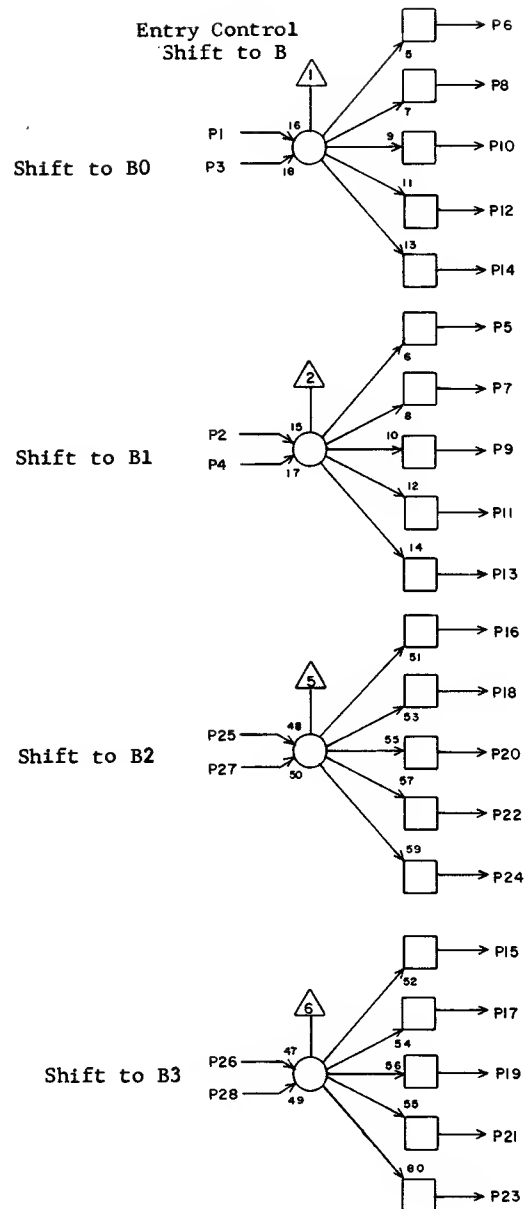 Entry Control
Shift to B
1
P6
5
P8
7
P1
16
9
P10
Shift to B0
P3
18
11
P12
13
P14
P5
6
2
P7
8
P2
15
10
P9
Shift to B1
P4
17
12
P11
14
P13
P16
51
5
P18
53
P25
48
55
P20
Shift to B2
P27
50
57
P22
59
P24
P15
52
6
P17
54
P26
47
56
P19
Shift to B3
P28
49
55
P21
80
P23